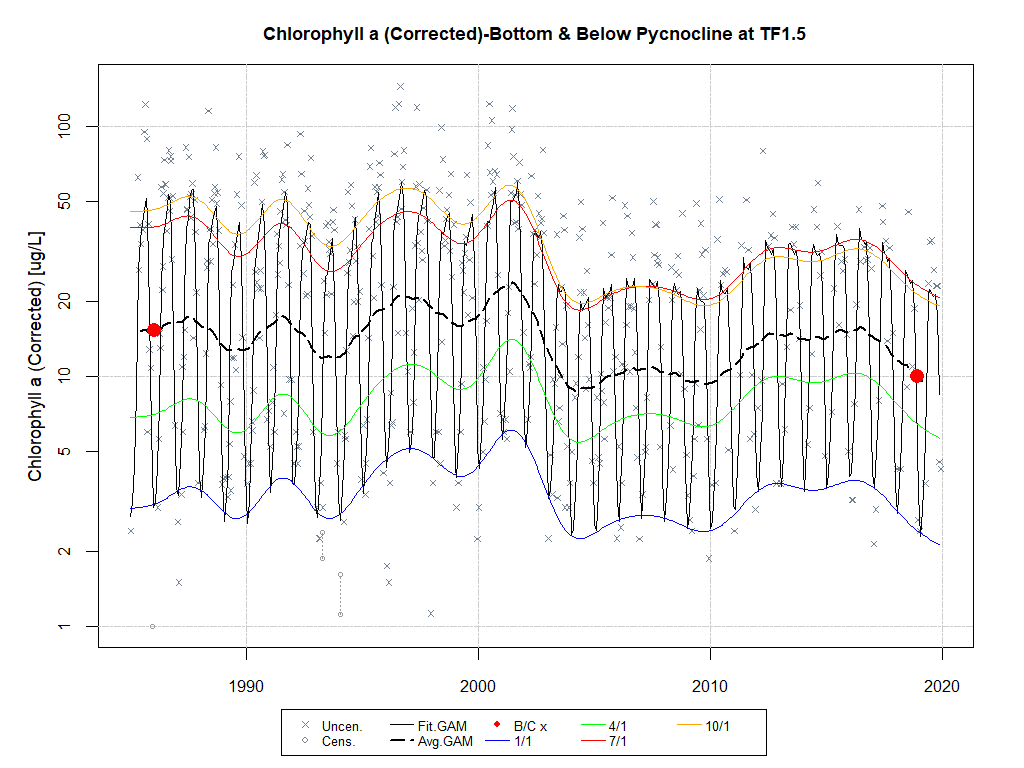 Chlorophyll a (Corrected)-Bottom & Below Pycnocline at TF1.5
Chlorophyll a (Corrected) [ug/L]
100
50
20
10
5
2
1
1990 2000 2010 2020
Uncen. Fit.GAM B/C x 4/1 10/1
Cens. Avg.GAM 1/1 7/1